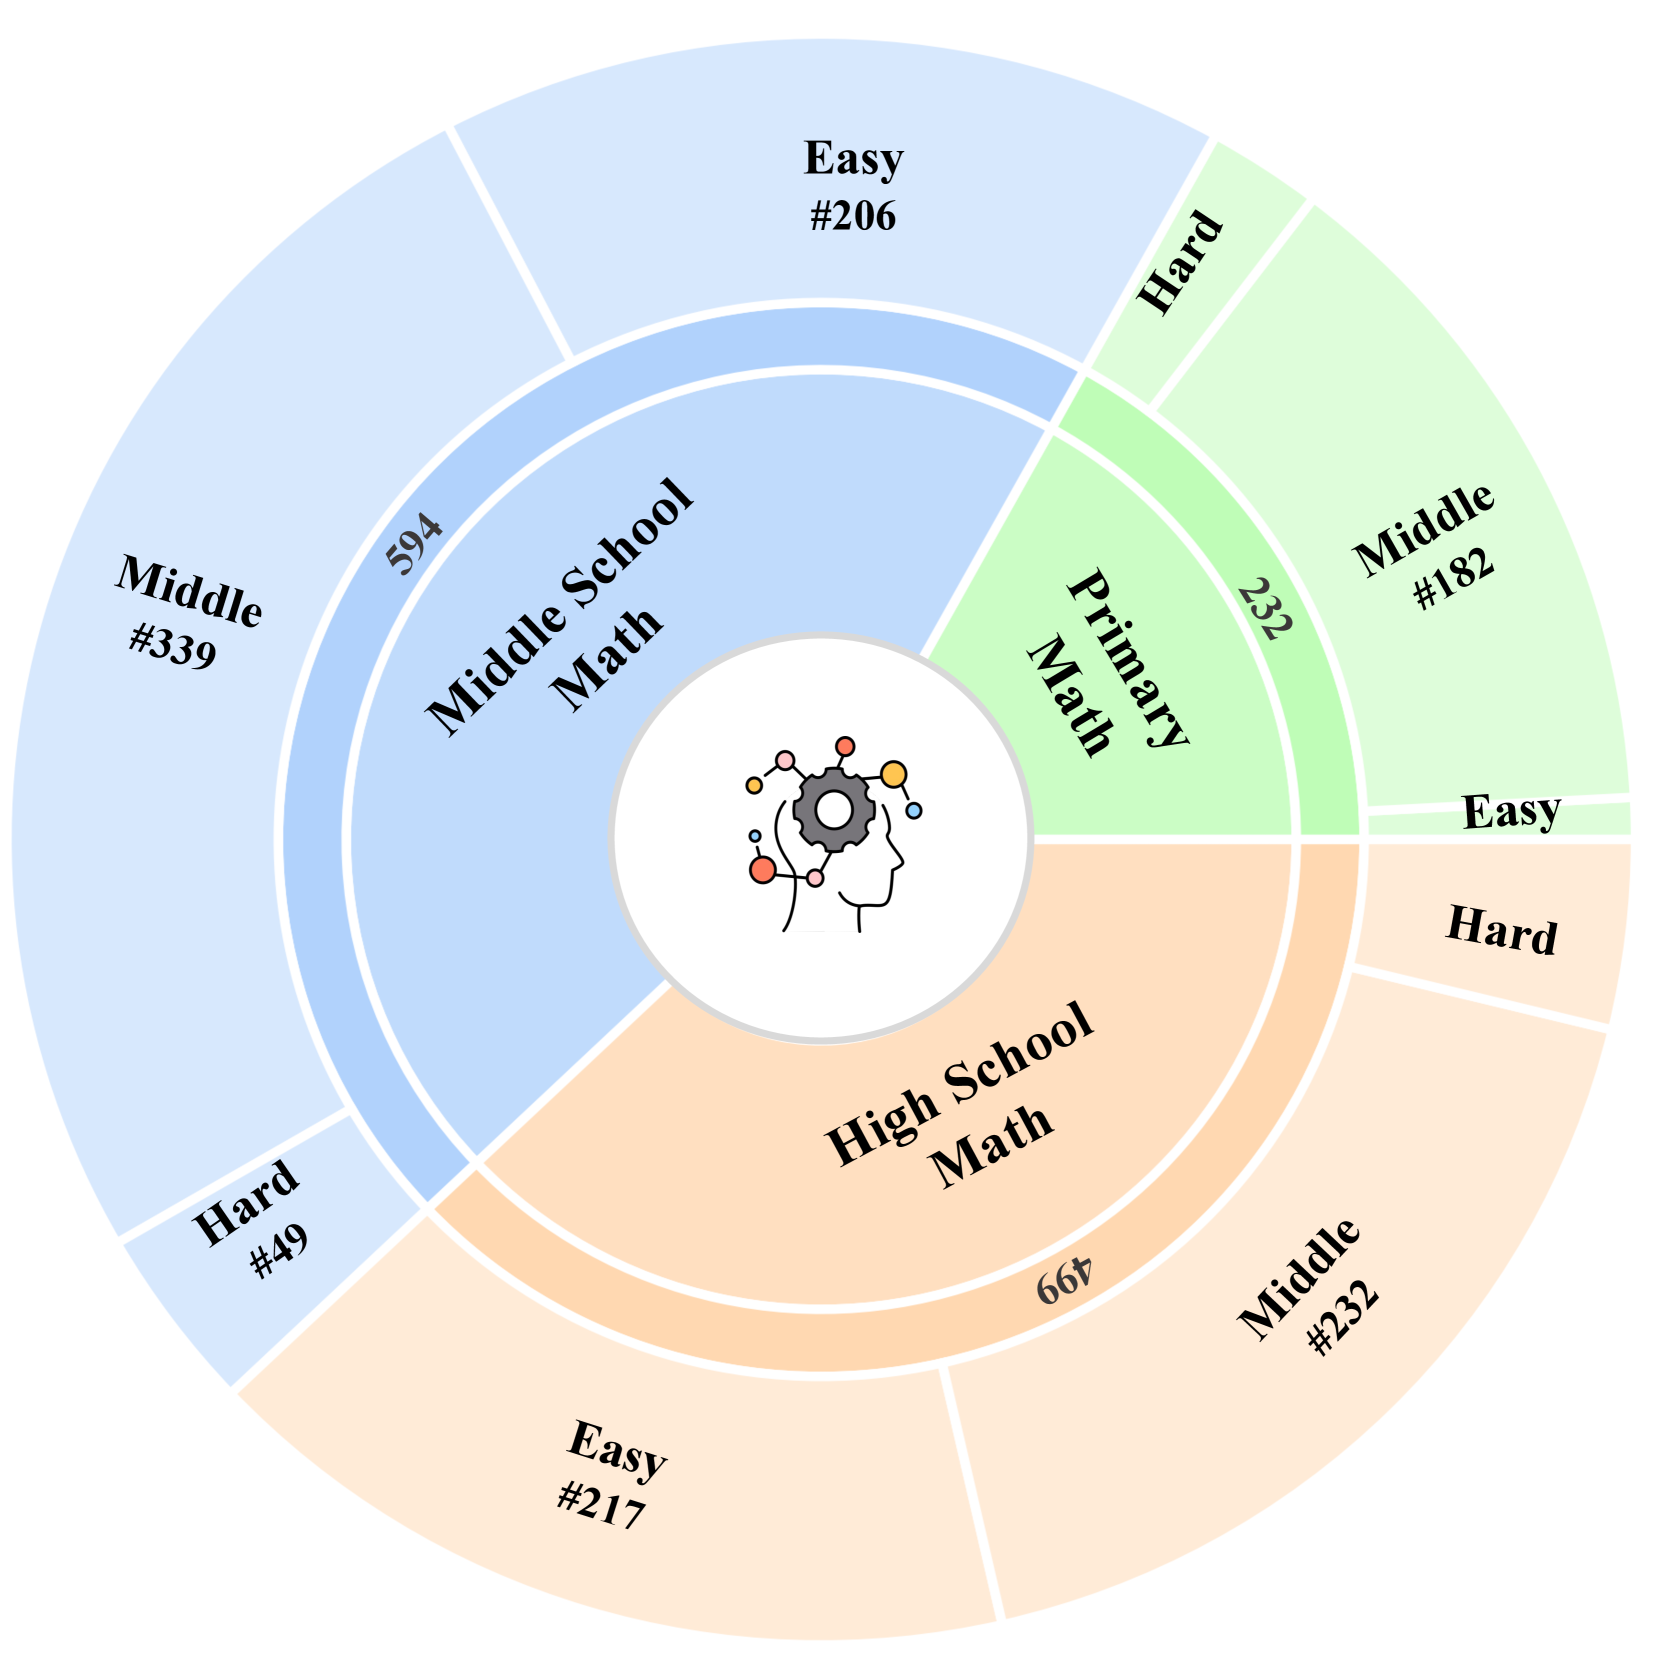 Easy
#206
Hard
Middle
#182
Easy
Hard
Middle
#232
Easy
#217
Hard
#49
Middle
#339
594
Middle School
Math
232
Primary
Math
499
High School
Math